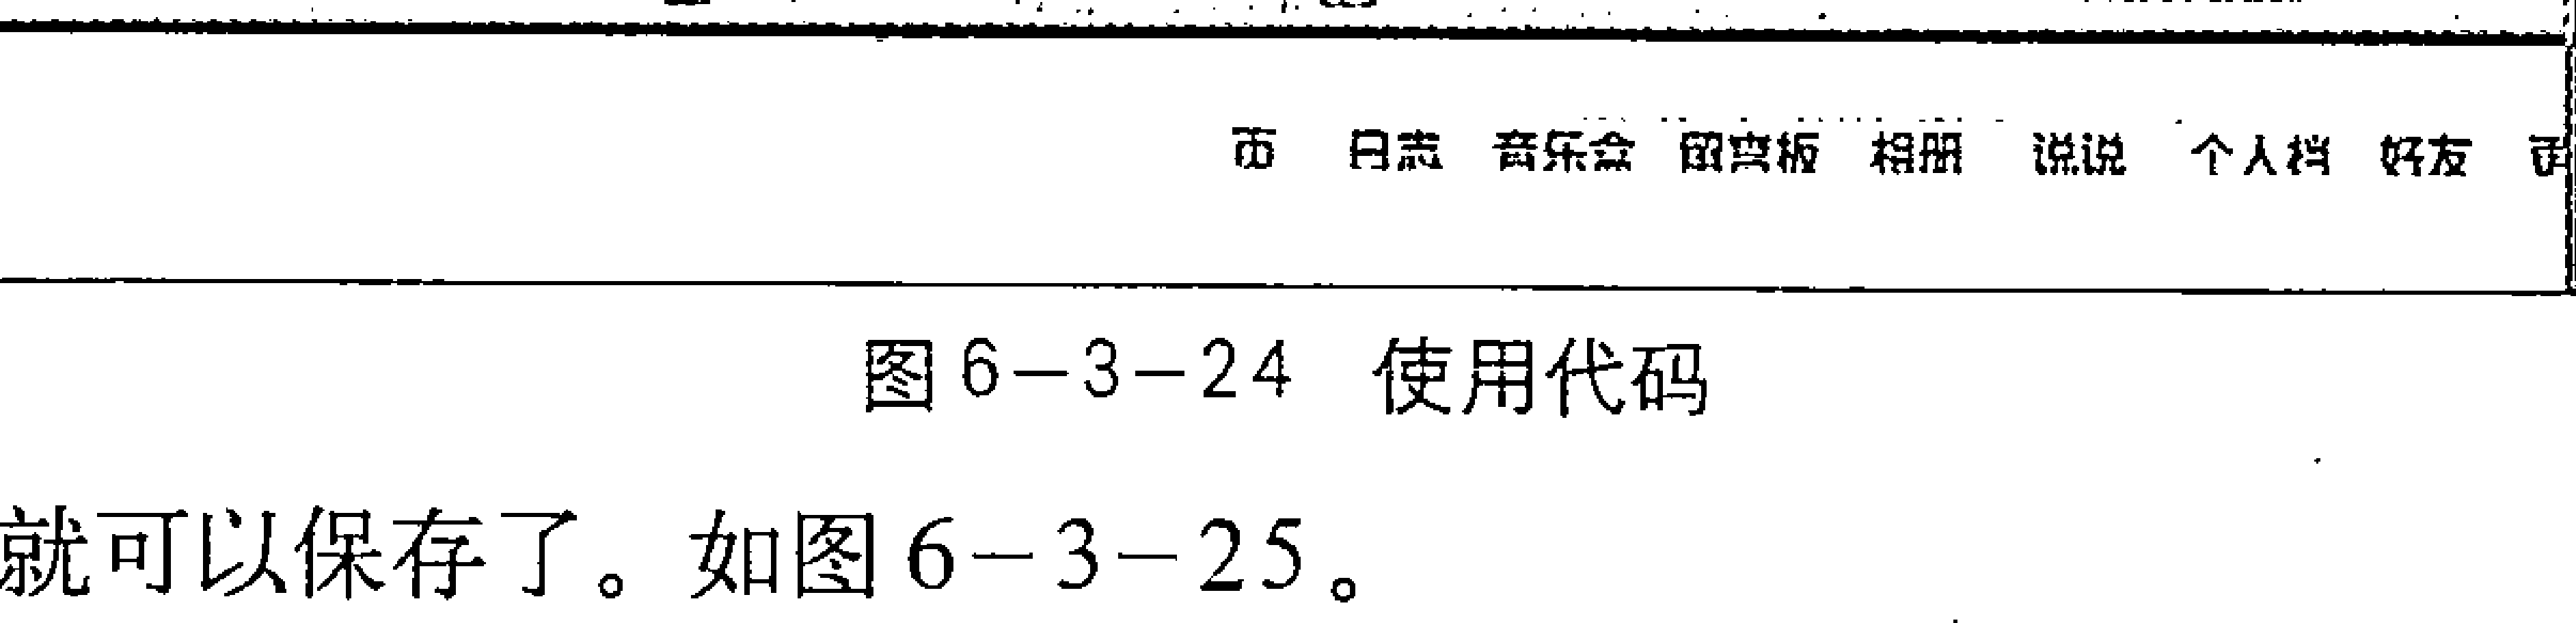 页 日志 音乐盒 留言板 相册 说说 个人档 好友
图6-3-24 使用代码
就可以保存了。如图6-3-25。